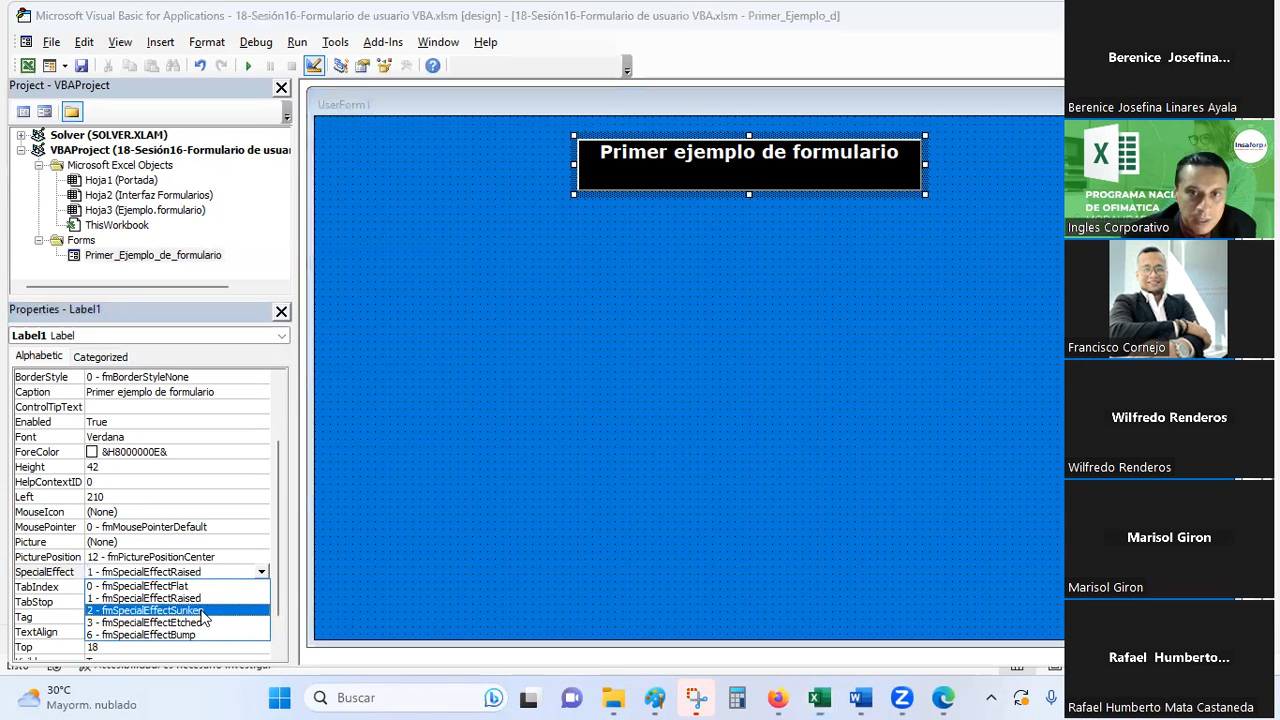 Microsoft Visual Basic for Applications - 18-Sesión16-Formulario de usuario VBA.xlsm [design] - [18-Sesión16-Formulario de usuario VBA.xlsm - Primer_Ejemplo_d]
File Edit View Insert Format Debug Run Tools Add-Ins Window Help
Project - VBAProject
Solver (SOLVER.XLAM)
VBAProject (18-Sesión16-Formulario de usuar
Microsoft Excel Objects
Hoja1 (Portada)
Hoja2 (Interfaz Formularios)
Hoja3 (Ejemplo.formulario)
ThisWorkbook
Forms
Primer_Ejemplo_de_formulario
Properties - Label1
Label1 Label
Alphabetic Categorized
BorderStyle 0 - fmBorderStyleNone
Caption Primer ejemplo de formulario
ControlTipText
Enabled True
Font Verdana
ForeColor &H8000000E&
Height 42
HelpContextID 0
Left 210
MouseIcon (None)
MousePointer 0 - fmMousePointerDefault
Picture (None)
PicturePosition 12 - fmPicturePositionCenter
SpecialEffect 1 - fmSpecialEffectRaised
TabIndex 0 - fmSpecialEffectFlat
1 - fmSpecialEffectRaised
TabStop 2 - fmSpecialEffectSunken
Tag 3 - fmSpecialEffectEtched
TextAlign 6 - fmSpecialEffectBump
Top 18
UserForm1
Primer ejemplo de formulario
Berenice Josefina...
Berenice Josefina Linares Ayala
Insaforp
PROGRAMA NAC
DE OFIMATICA
Ingles Corporativo
Francisco Cornejo
Wilfredo Renderos
Wilfredo Renderos
Marisol Giron
Marisol Giron
Rafael Humberto...
Rafael Humberto Mata Castaneda
30°C
Mayorm. nublado
Buscar